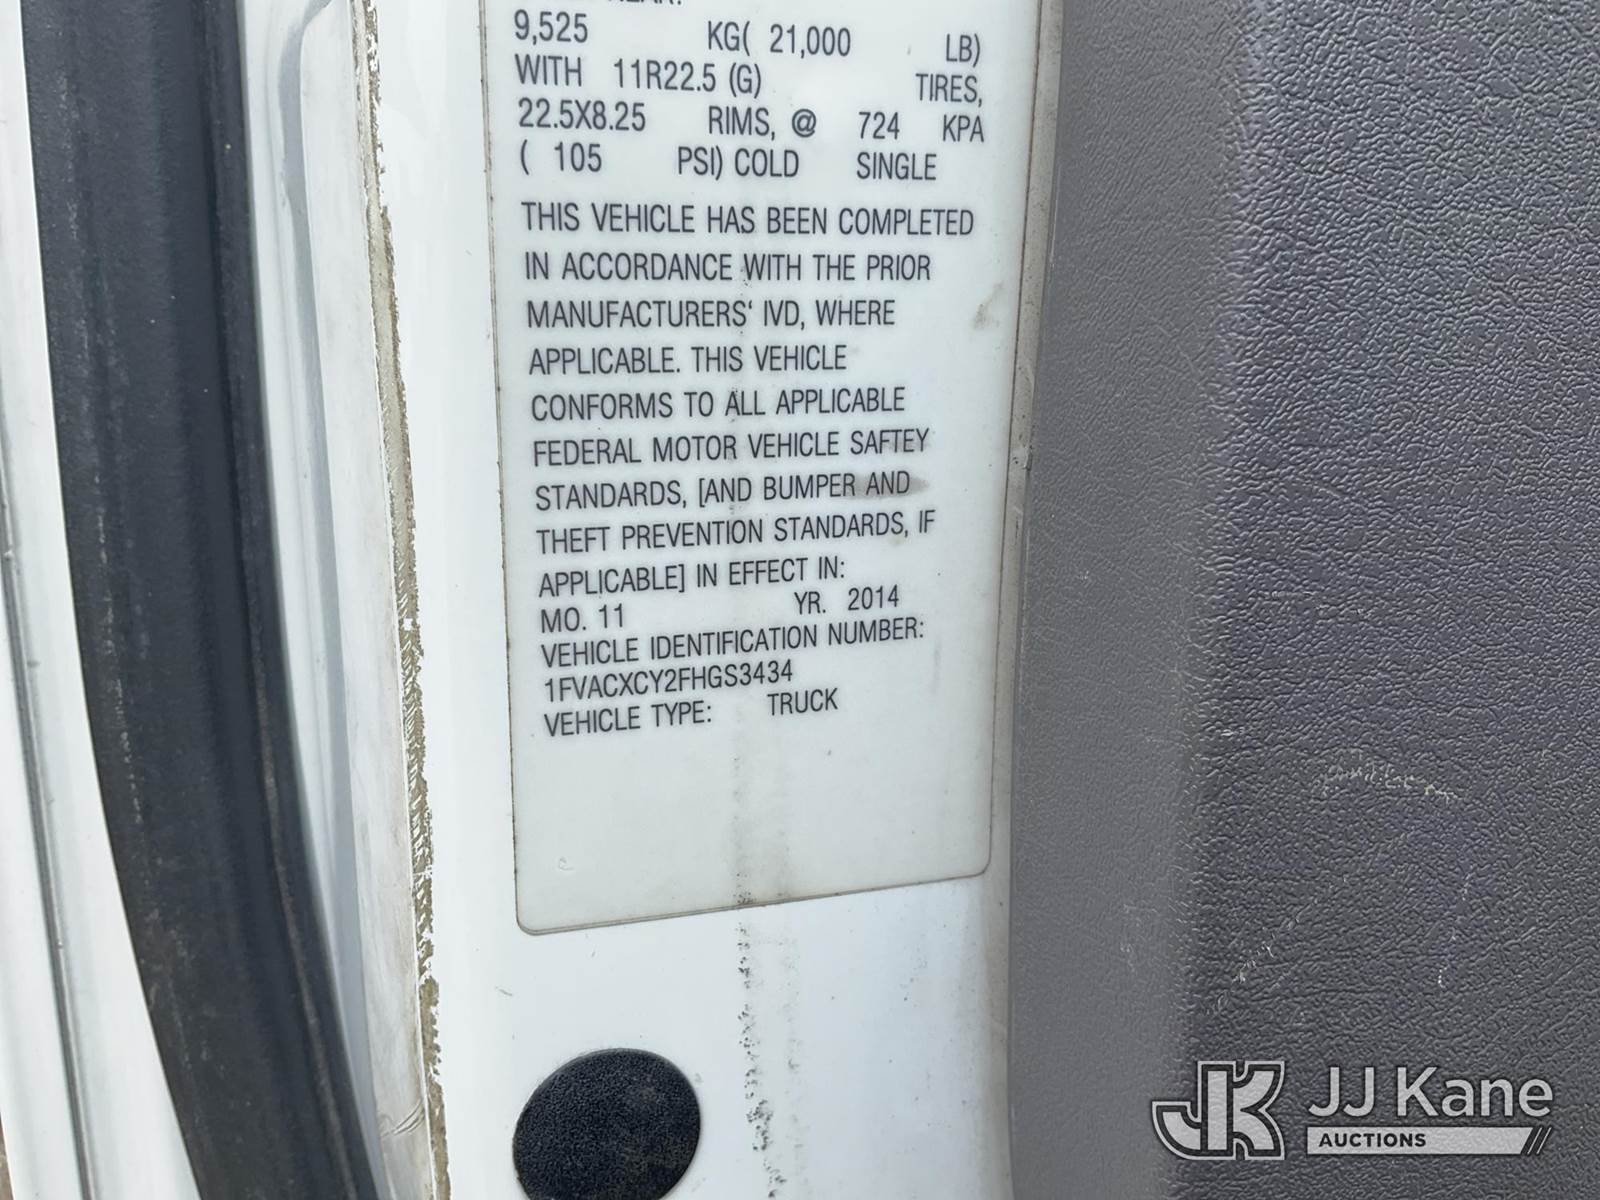 9,525 KG( 21,000 LB)
WITH 11R22.5 (G) TIRES,
22.5X8.25 RIMS, @ 724 KPA
( 105 PSI) COLD SINGLE
THIS VEHICLE HAS BEEN COMPLETED
IN ACCORDANCE WITH THE PRIOR
MANUFACTURERS' IVD, WHERE
APPLICABLE. THIS VEHICLE
CONFORMS TO ALL APPLICABLE
FEDERAL MOTOR VEHICLE SAFTEY
STANDARDS, [AND BUMPER AND
THEFT PREVENTION STANDARDS, IF
APPLICABLE] IN EFFECT IN:
MO. 11 YR. 2014
VEHICLE IDENTIFICATION NUMBER:
1FVACXCY2FHGS3434
VEHICLE TYPE: TRUCK
JK JJ Kane
AUCTIONS